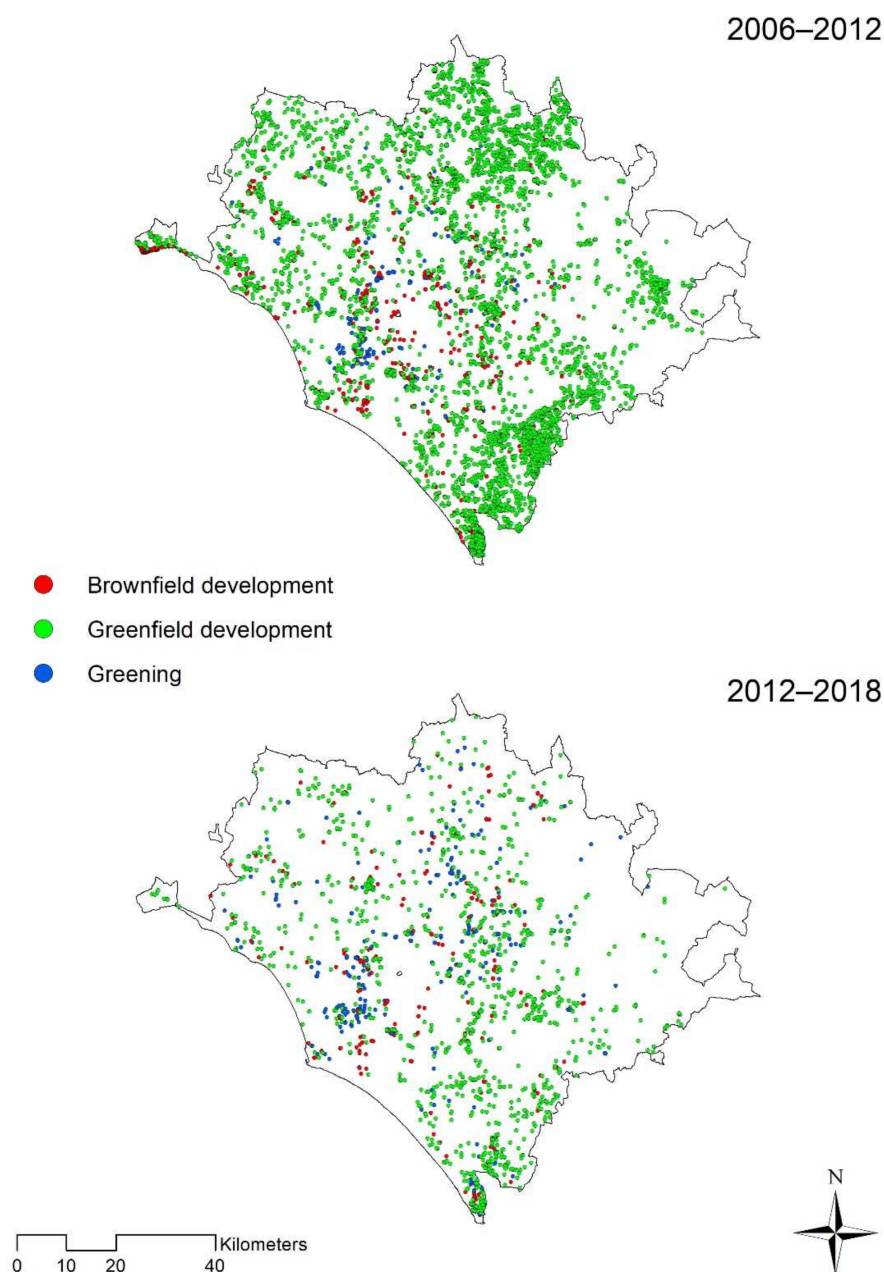 2006–2012
Brownfield development
Greenfield development
Greening
2012–2018
N
Kilometers
0 10 20 40